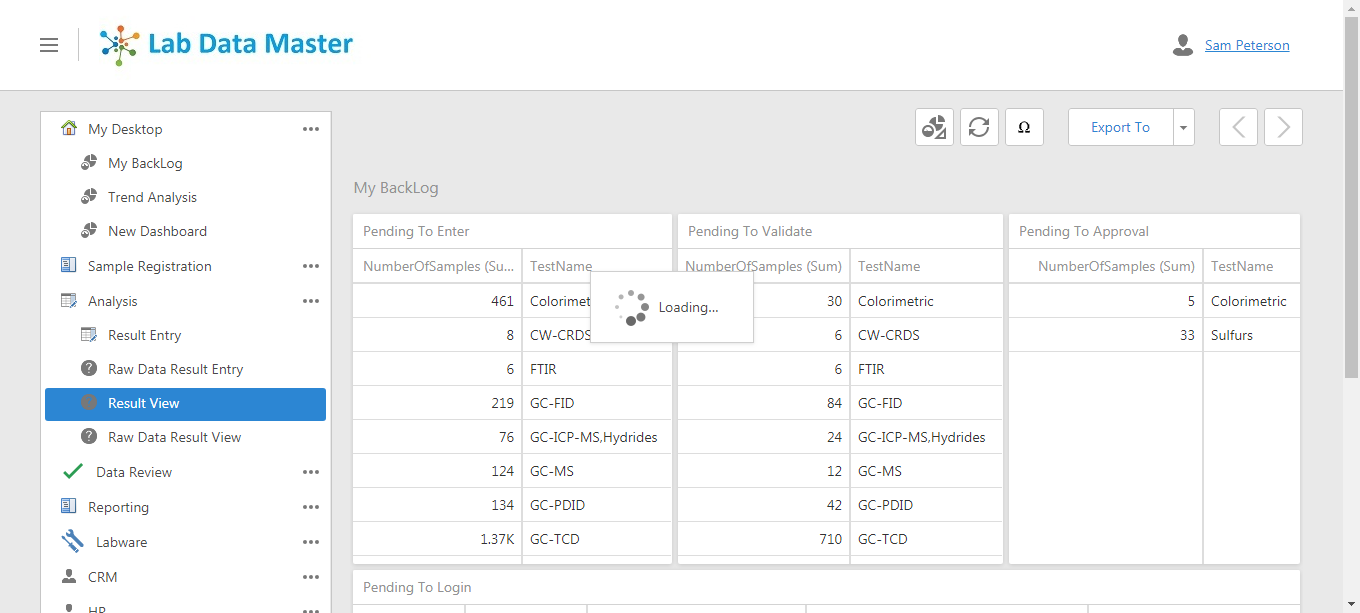 Lab Data Master
Sam Peterson
My Desktop
My BackLog
Trend Analysis
New Dashboard
Sample Registration
Analysis
Result Entry
Raw Data Result Entry
Result View
Raw Data Result View
Data Review
Reporting
Labware
CRM
HR
Ω
Export To
My BackLog
Pending To Enter
NumberOfSamples (Su... TestName
461 Colorimet
8 CW-CRDS
6 FTIR
219 GC-FID
76 GC-ICP-MS,Hydrides
124 GC-MS
134 GC-PDID
1.37K GC-TCD
Loading...
Pending To Validate
NumberOfSamples (Sum) TestName
30 Colorimetric
6 CW-CRDS
6 FTIR
84 GC-FID
24 GC-ICP-MS,Hydrides
12 GC-MS
42 GC-PDID
710 GC-TCD
Pending To Approval
NumberOfSamples (Sum) TestName
5 Colorimetric
33 Sulfurs
Pending To Login